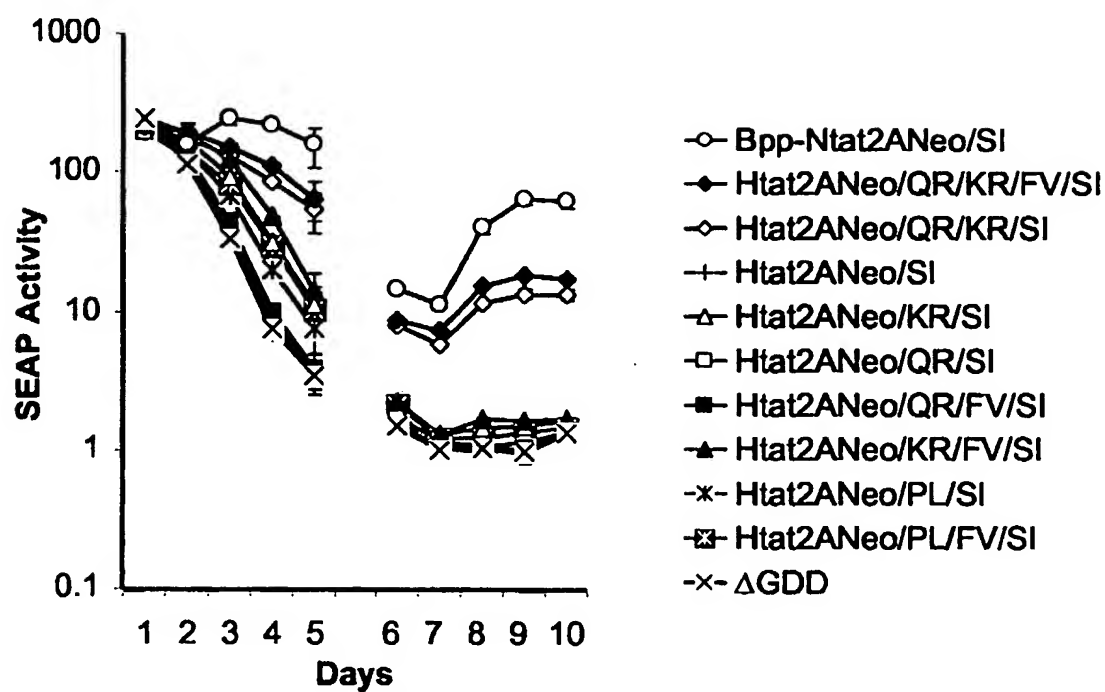 SEAP Activity
1000
100
10
1
0.1
1 2 3 4 5 6 7 8 9 10
Days
Bpp-Ntat2ANeo/SI
Htat2ANeo/QR/KR/FV/SI
Htat2ANeo/QR/KR/SI
Htat2ANeo/SI
Htat2ANeo/KR/SI
Htat2ANeo/QR/SI
Htat2ANeo/QR/FV/SI
Htat2ANeo/KR/FV/SI
Htat2ANeo/PL/SI
Htat2ANeo/PL/FV/SI
ΔGDD